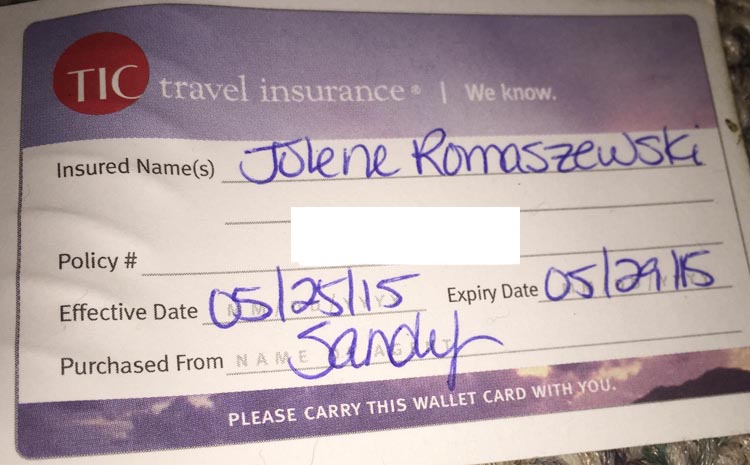 TIC travel insurance® | We know.
Insured Name(s) Jolene Romaszewski
Policy #
Effective Date 05/25/15 Expiry Date 05/29/15
Purchased From Sandy
PLEASE CARRY THIS WALLET CARD WITH YOU.